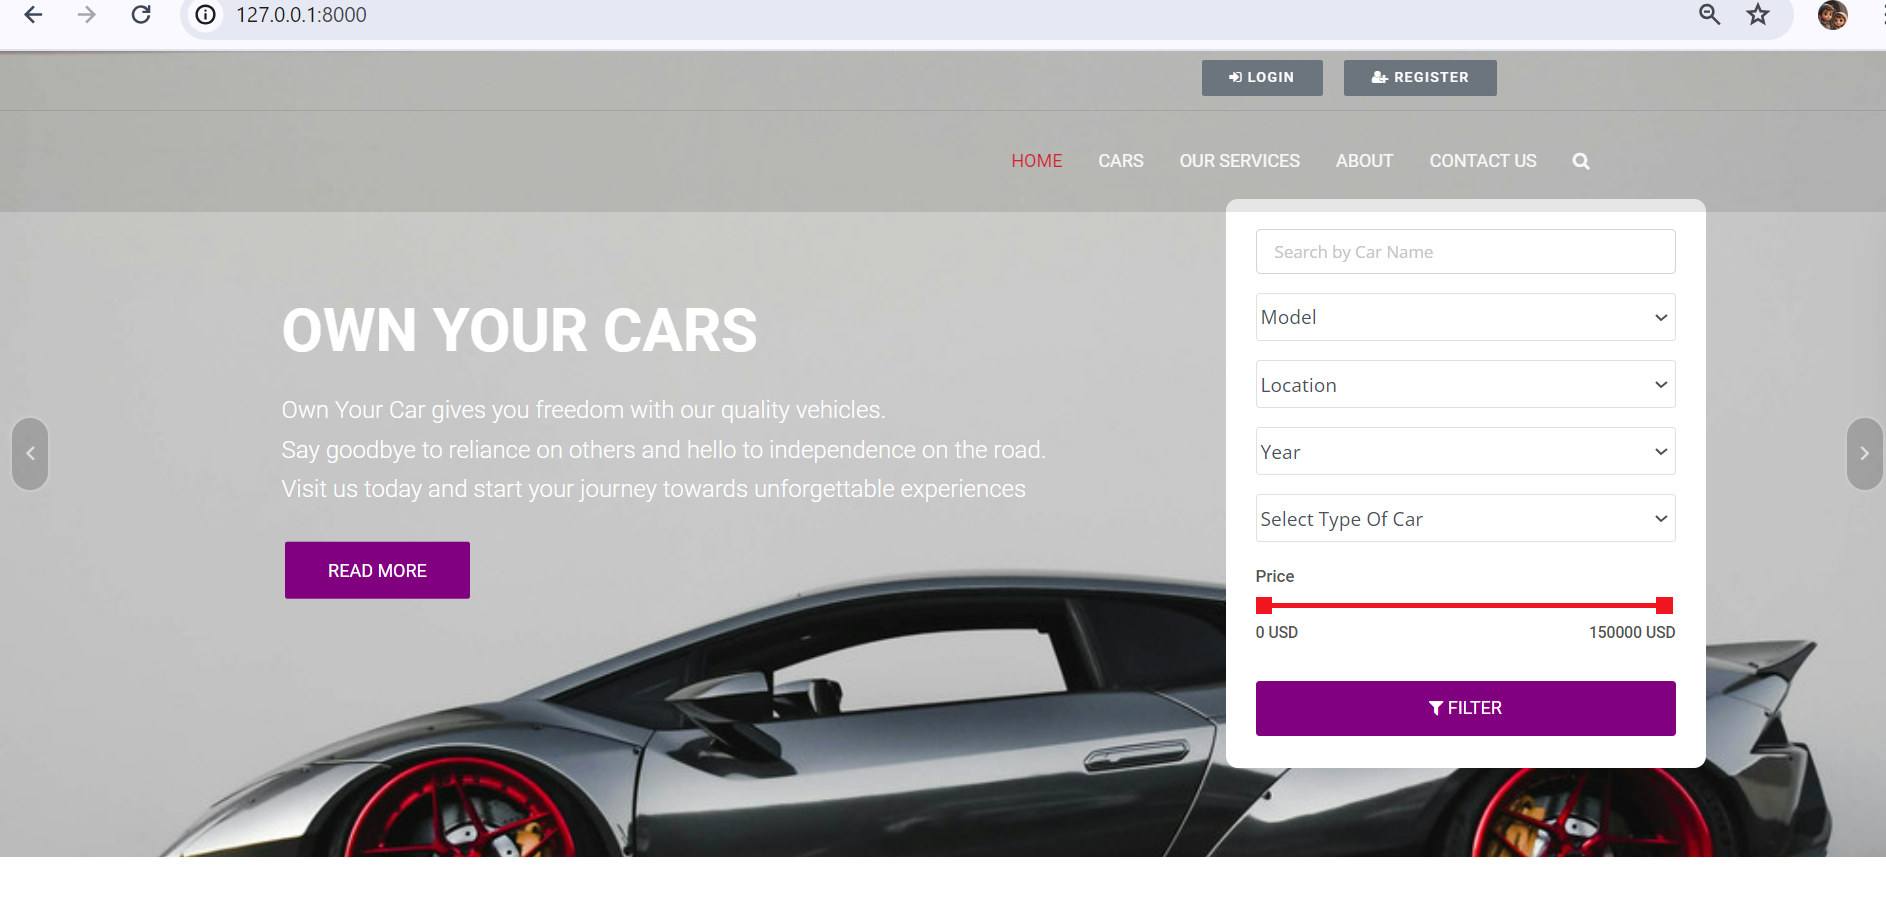 127.0.0.1:8000
LOGIN
REGISTER
HOME
CARS
OUR SERVICES
ABOUT
CONTACT US
OWN YOUR CARS
Own Your Car gives you freedom with our quality vehicles.
Say goodbye to reliance on others and hello to independence on the road.
Visit us today and start your journey towards unforgettable experiences
READ MORE
Search by Car Name
Model
Location
Year
Select Type Of Car
Price
0 USD
150000 USD
FILTER